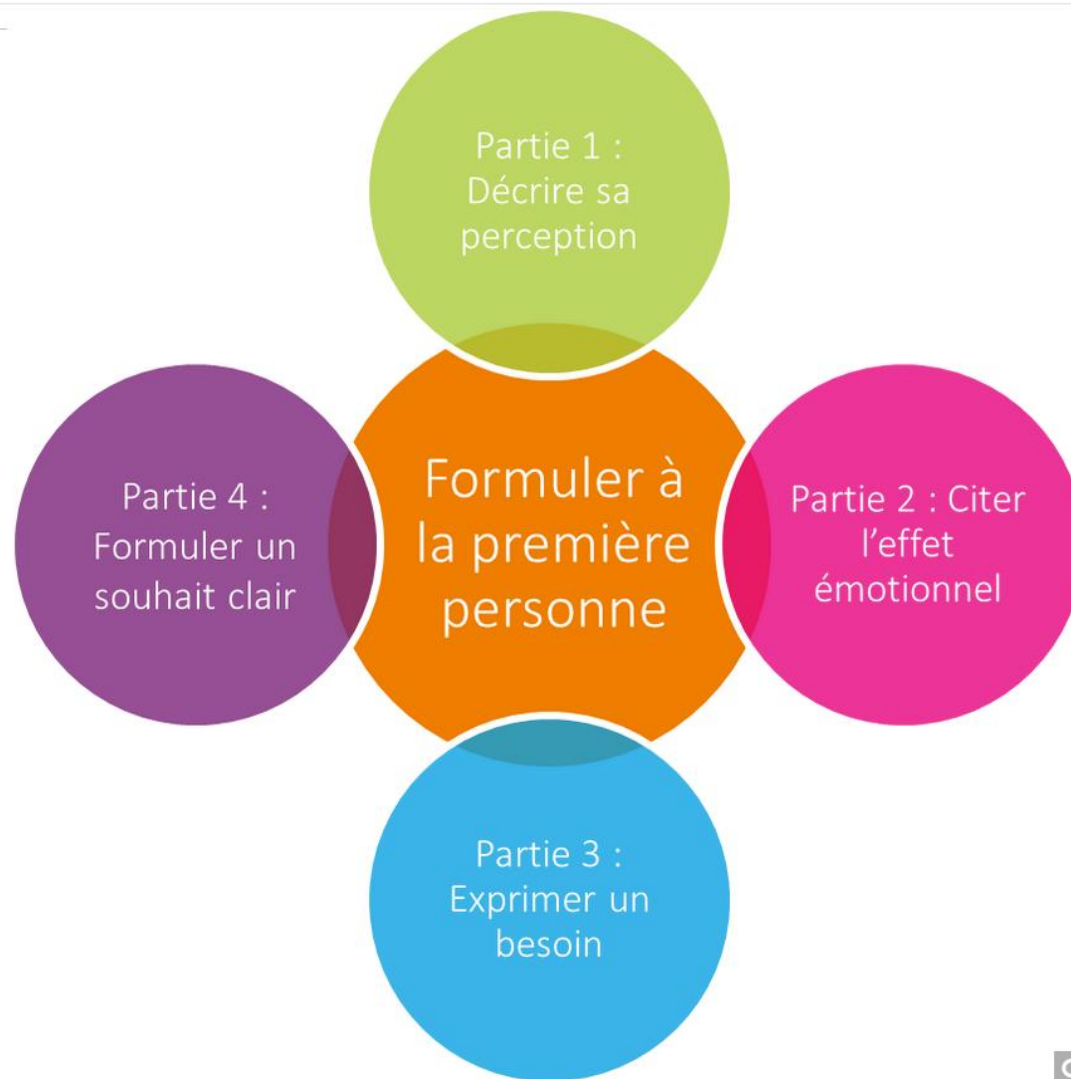 Partie 1 :
Décrire sa
perception
Formuler à
la première
personne
Partie 2 : Citer
l’effet
émotionnel
Partie 3 :
Exprimer un
besoin
Partie 4 :
Formuler un
souhait clair